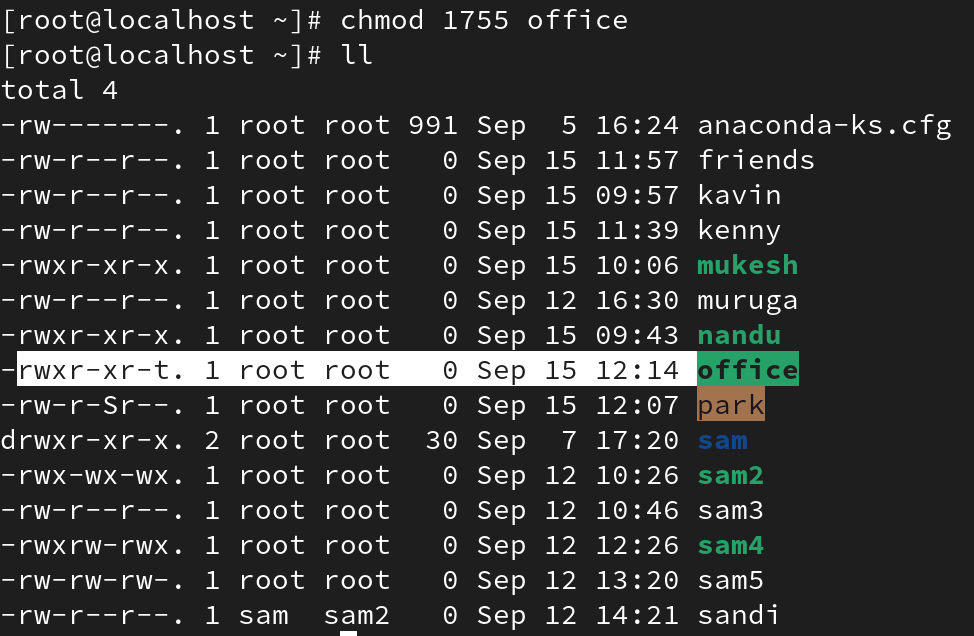 [root@localhost ~]# chmod 1755 office
[root@localhost ~]# ll
total 4
-rw-------. 1 root root 991 Sep  5 16:24 anaconda-ks.cfg
-rw-r--r--. 1 root root   0 Sep 15 11:57 friends
-rw-r--r--. 1 root root   0 Sep 15 09:57 kavin
-rw-r--r--. 1 root root   0 Sep 15 11:39 kenny
-rwxr-xr-x. 1 root root   0 Sep 15 10:06 mukesh
-rw-r--r--. 1 root root   0 Sep 12 16:30 muruga
-rwxr-xr-x. 1 root root   0 Sep 15 09:43 nandu
-rwxr-xr-t. 1 root root   0 Sep 15 12:14 office
-rw-r-Sr--. 1 root root   0 Sep 15 12:07 park
drwxr-xr-x. 2 root root  30 Sep  7 17:20 sam
-rwx-wx-wx. 1 root root   0 Sep 12 10:26 sam2
-rw-r--r--. 1 root root   0 Sep 12 10:46 sam3
-rwxrw-rwx. 1 root root   0 Sep 12 12:26 sam4
-rw-rw-rw-. 1 root root   0 Sep 12 13:20 sam5
-rw-r--r--. 1 sam  sam2   0 Sep 12 14:21 sandi